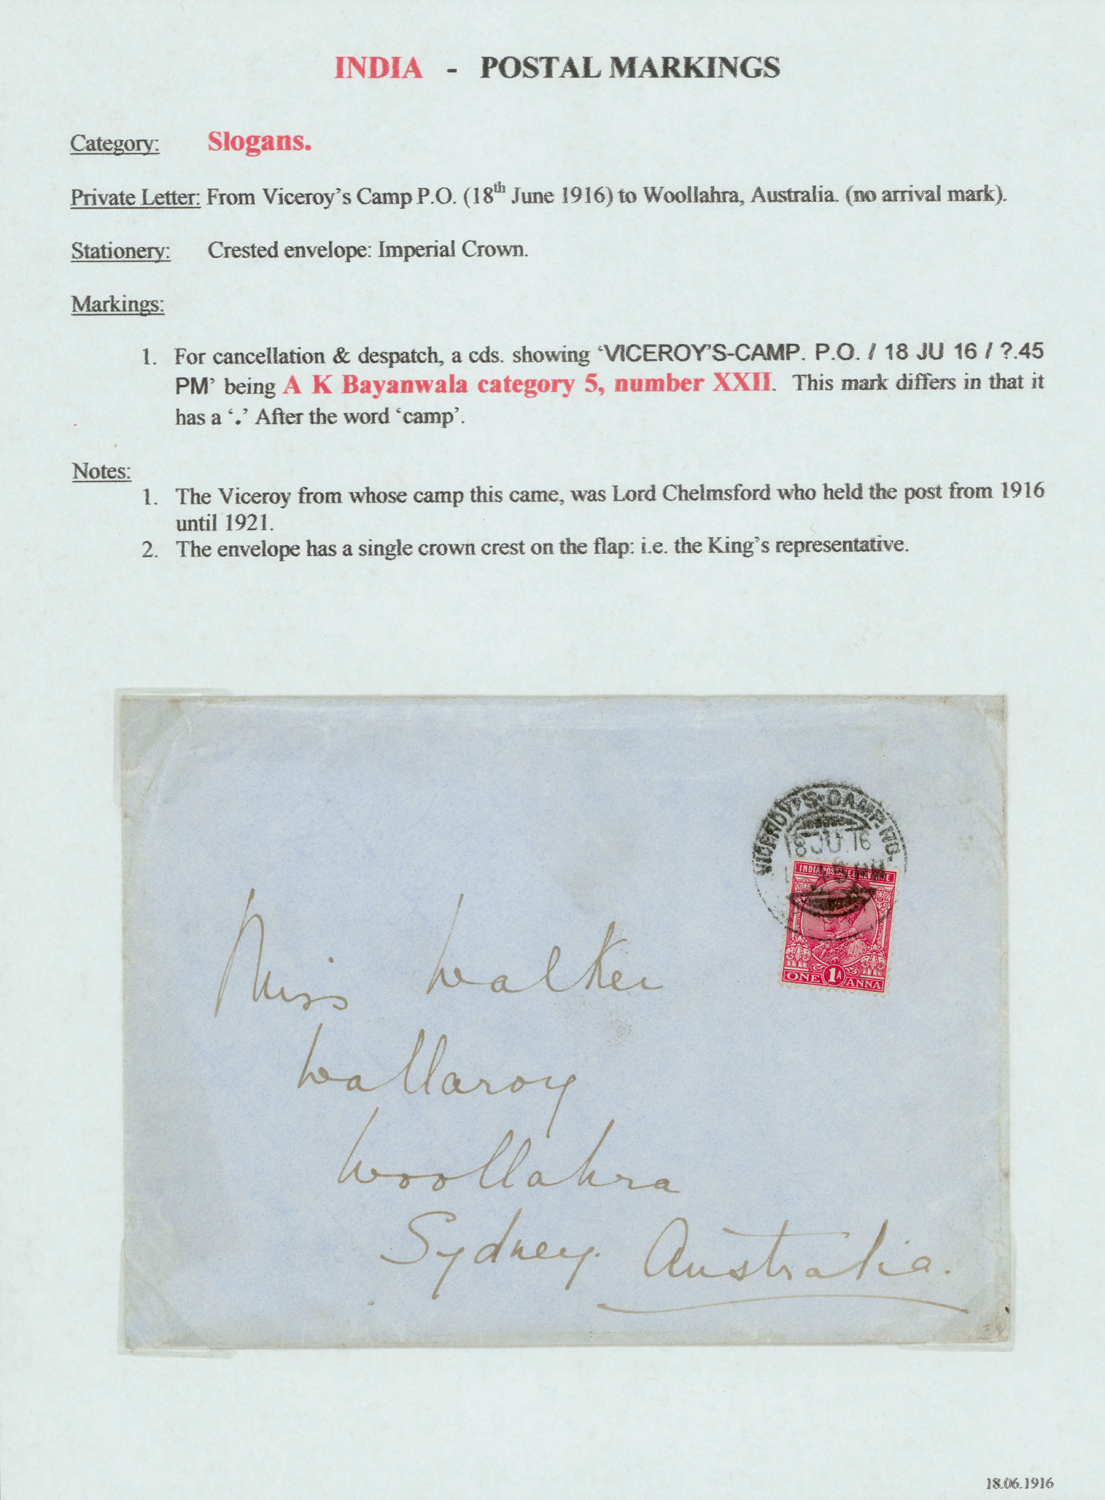 INDIA - POSTAL MARKINGS
Category: Slogans.
Private Letter: From Viceroy's Camp P.O. (18th June 1916) to Woollahra, Australia. (no arrival mark).
Stationery: Crested envelope: Imperial Crown.
Markings:
1. For cancellation & despatch, a cds. showing 'VICEROY'S-CAMP. P.O. / 18 JU 16 / ?.45
PM' being A K Bayanwala category 5, number XXII. This mark differs in that it
has a '.' After the word 'camp'.
Notes:
1. The Viceroy from whose camp this came, was Lord Chelmsford who held the post from 1916
until 1921.
2. The envelope has a single crown crest on the flap: i.e. the King's representative.
VICEROY'S-CAMP.
18 JU. 16
INDIA POSTAGE
ONE 1A ANNA
Miss Walker
Wallaroy
Woollahra
Sydney. Australia.
18.06.1916